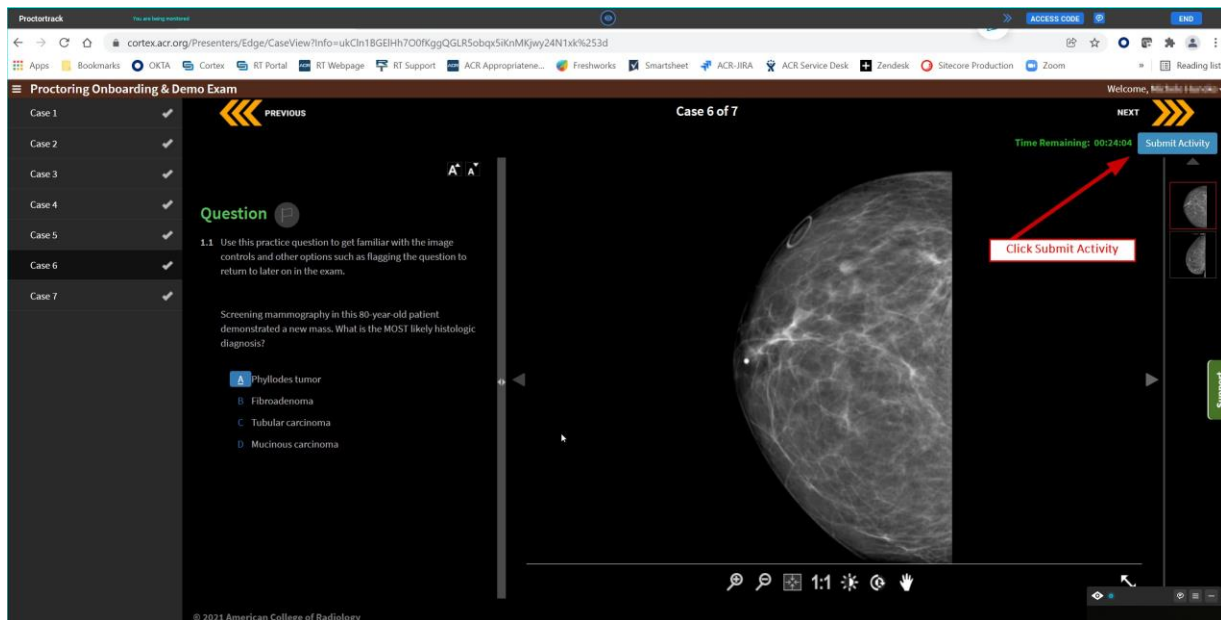 Proctortrack You are being monitored ACCESS CODE END
cortex.acr.org/Presenters/Edge/CaseView?Info=ukCln1BGElHh7O0fKggQGLR5obqx5iKnMKjwy24N1xk%253d
Apps Bookmarks OKTA Cortex RT Portal RT Webpage RT Support ACR Appropriatene... Freshworks Smartsheet ACR-JIRA ACR Service Desk Zendesk Sitecore Production Zoom » Reading list
Proctoring Onboarding & Demo Exam Welcome,
Case 1
Case 2
Case 3
Case 4
Case 5
Case 6
Case 7
PREVIOUS Case 6 of 7 NEXT
Time Remaining: 00:24:04 Submit Activity
A A
Question
1.1 Use this practice question to get familiar with the image
controls and other options such as flagging the question to
return to later on in the exam.
Screening mammography in this 80-year-old patient
demonstrated a new mass. What is the MOST likely histologic
diagnosis?
A Phyllodes tumor
B Fibroadenoma
C Tubular carcinoma
D Mucinous carcinoma
Click Submit Activity
Support
1:1
© 2021 American College of Radiology